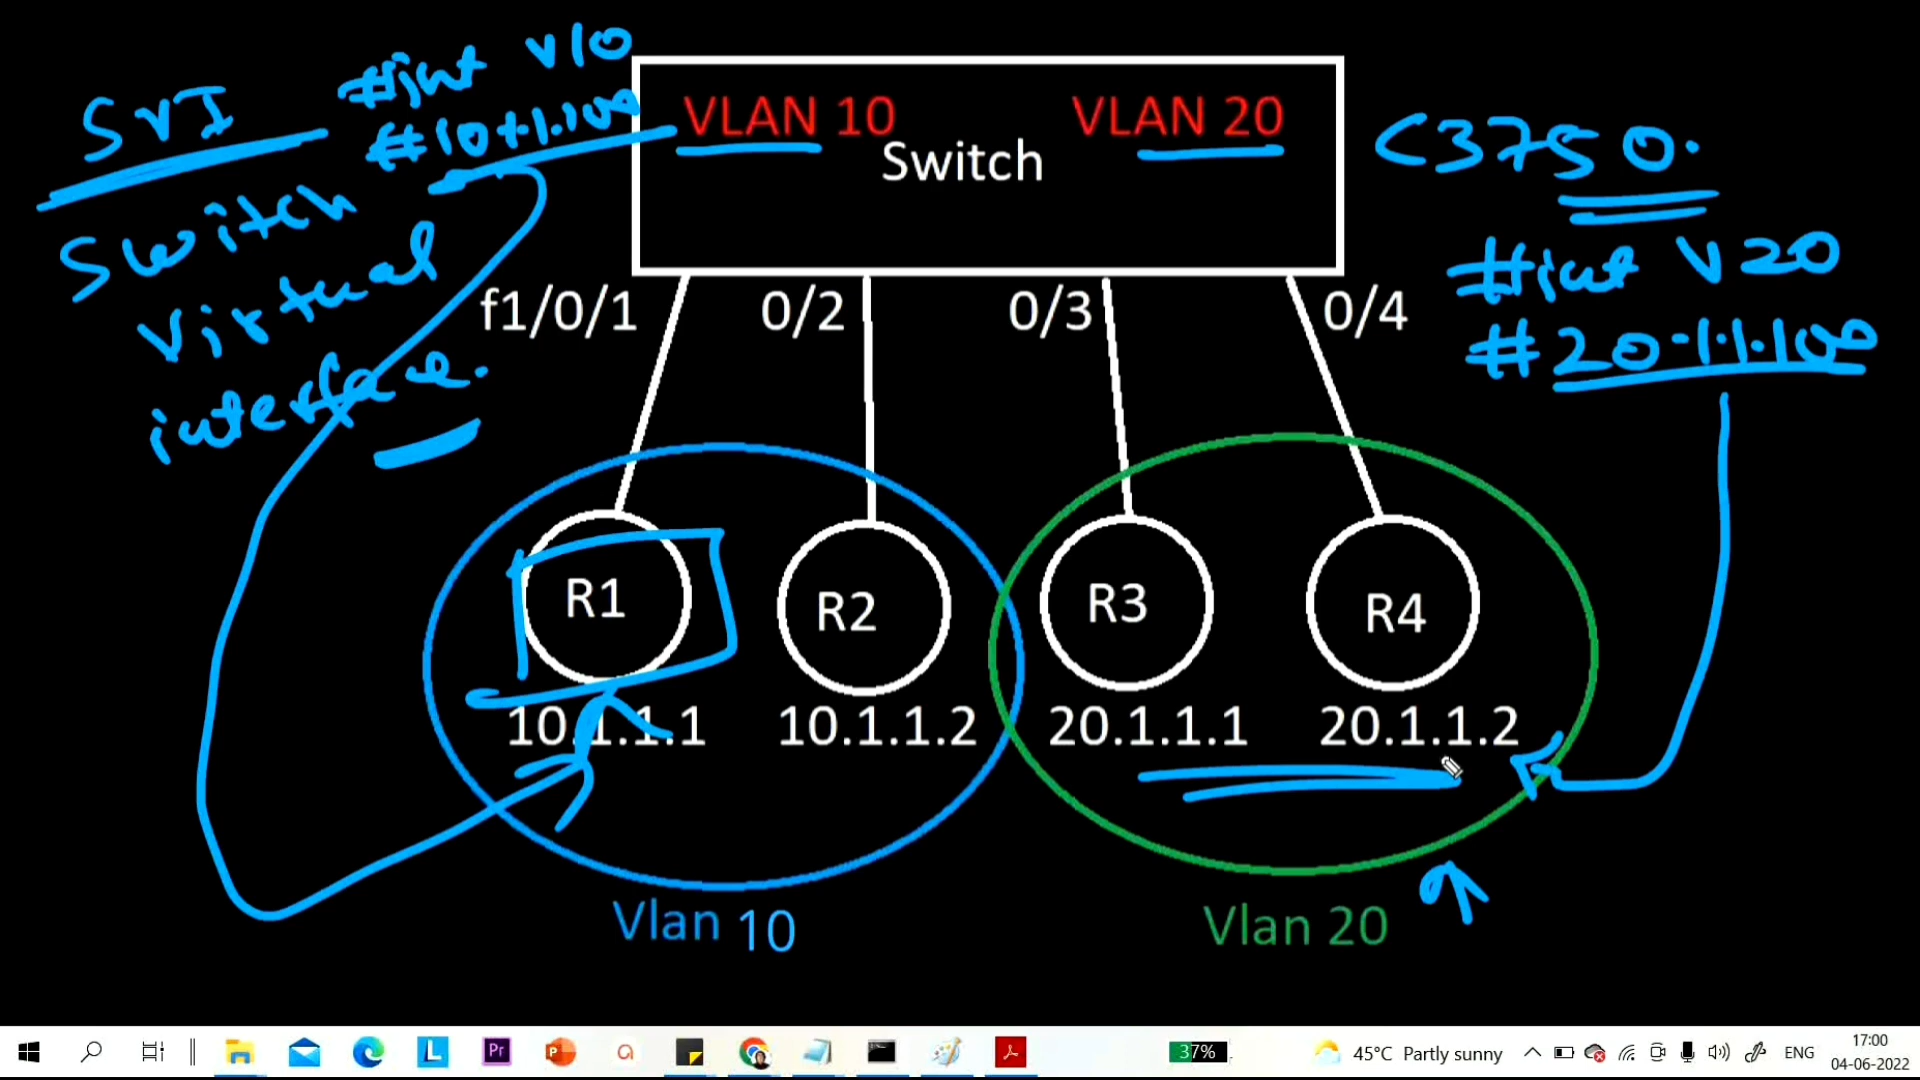 SVI
Switch
Virtual
interface.
#int v10
#10.1.1.100
VLAN 10
VLAN 20
Switch
C3750.
#int v20
#20.1.1.100
f1/0/1
0/2
0/3
0/4
R1
R2
R3
R4
10.1.1.1
10.1.1.2
20.1.1.1
20.1.1.2
Vlan 10
Vlan 20
L
Pr
P
37%
45°C Partly sunny
ENG
17:00
04-06-2022